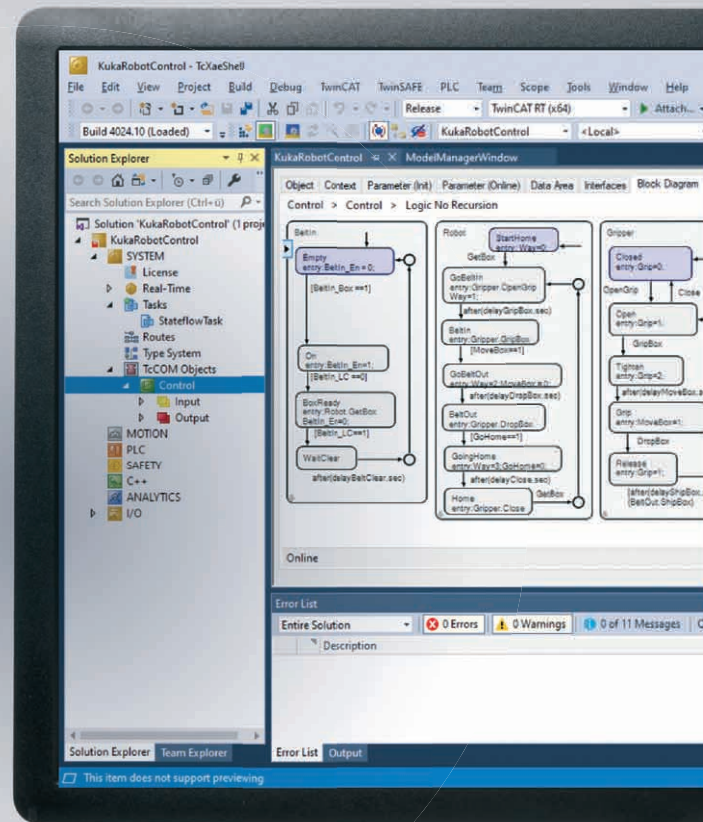 KukaRobotControl - TcXaeShell
File Edit View Project Build Debug TwinCAT TwinSAFE PLC Team Scope Tools Window Help
Release TwinCAT RT (x64) Attach...
Build 4024.10 (Loaded) KukaRobotControl <Local>
Solution Explorer
Search Solution Explorer (Ctrl+ü)
Solution 'KukaRobotControl' (1 proje
KukaRobotControl
SYSTEM
License
Real-Time
Tasks
StateflowTask
Routes
Type System
TcCOM Objects
Control
Input
Output
MOTION
PLC
SAFETY
C++
ANALYTICS
I/O
Solution Explorer Team Explorer
KukaRobotControl ModelManagerWindow
Object Context Parameter (Init) Parameter (Online) Data Area Interfaces Block Diagram
Control > Control > Logic No Recursion
BeltIn
Empty
entry:BeltIn_En = 0;
[BeltIn_Box ==1]
On
entry:BeltIn_En=1;
[BeltIn_LC ==0]
BoxReady
entry:Robot.GetBox
BeltIn_En=0;
[BeltIn_LC==1]
WaitClear
after(delayBeltClear,sec)
Robot
StartHome
entry: Way=0;
GetBox
GoBeltIn
entry:Gripper.OpenGrip
Way=1;
after(delayGripBox,sec)
BeltIn
entry:Gripper.GripBox
[MoveBox==1]
GoBeltOut
entry:Way=2;MoveBox = 0;
after(delayDropBox,sec)
BeltOut
entry:Gripper.DropBox
[GoHome==1]
GoingHome
entry:Way=3;GoHome=0;
after(delayClose,sec)
Home
entry:Gripper.Close
GetBox
Gripper
Closed
entry:Grip=0;
OpenGrip Close
Open
entry:Grip=1;
GripBox
Tighten
entry:Grip=2;
after(delayMoveBox,s
Grip
entry:MoveBox=1;
DropBox
Release
entry:Grip=1;
[after(delayShipBox,
{BeltOut.ShipBox}
Online
Error List
Entire Solution 0 Errors 0 Warnings 0 of 11 Messages
Description
Error List Output
This item does not support previewing